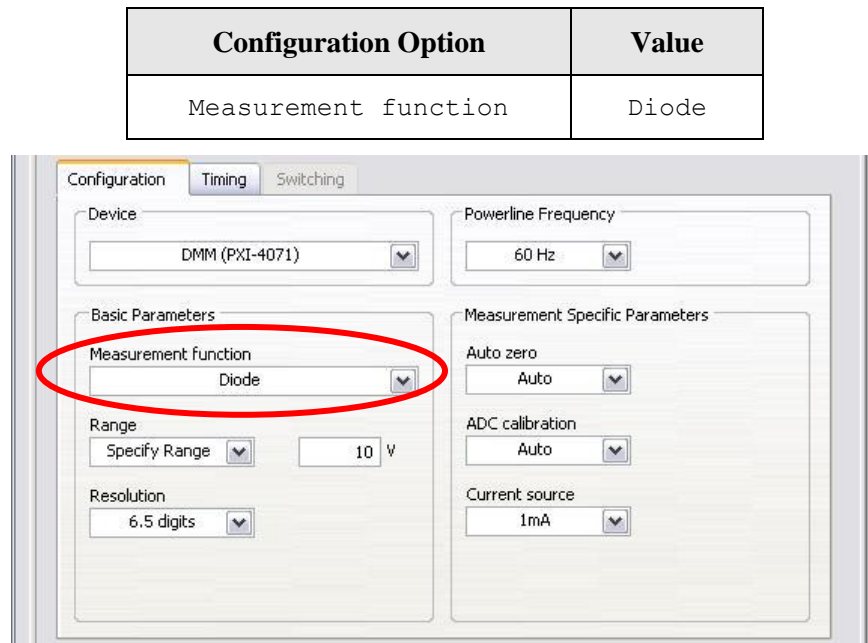 Configuration Option Value
Measurement function Diode
Configuration Timing Switching
Device
DMM (PXI-4071)
Powerline Frequency
60 Hz
Basic Parameters
Measurement function
Diode
Range
Specify Range 10 V
Resolution
6.5 digits
Measurement Specific Parameters
Auto zero
Auto
ADC calibration
Auto
Current source
1mA